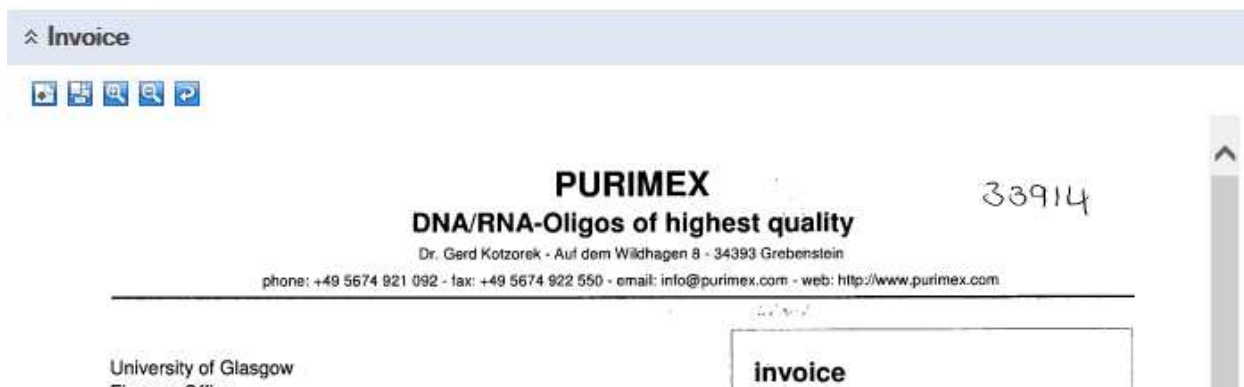 Invoice
PURIMEX
33914
DNA/RNA-Oligos of highest quality
Dr. Gerd Kotzorek - Auf dem Wildhagen 8 - 34393 Grebenstein
phone: +49 5674 921 092 - fax: +49 5674 922 550 - email: info@purimex.com - web: http://www.purimex.com
University of Glasgow
invoice